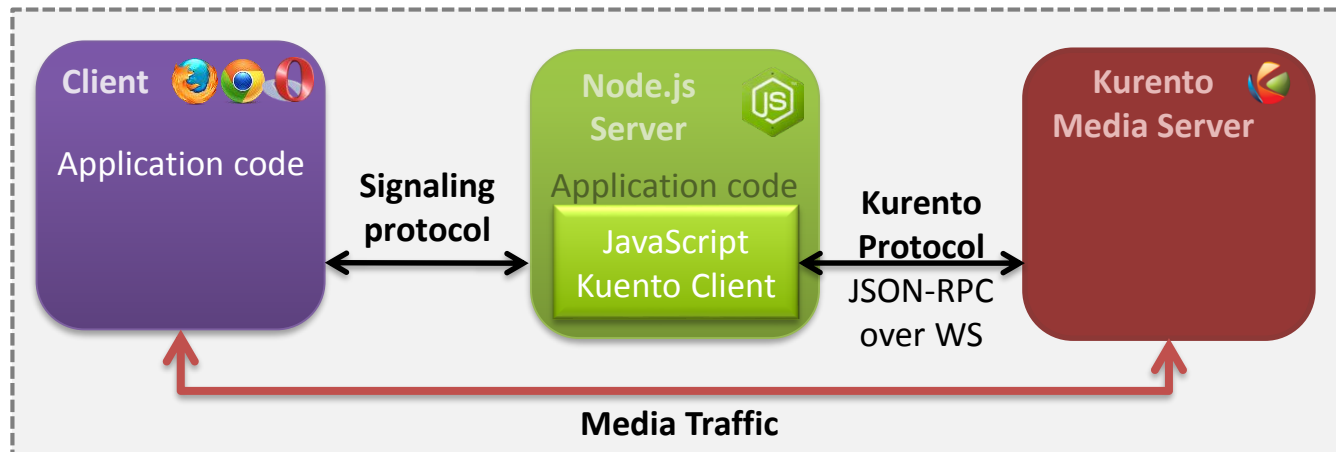 Client
Application code
Signaling
protocol
Node.js
Server
JS
Application code
JavaScript
Kuento Client
Kurento
Protocol
JSON-RPC
over WS
Kurento
Media Server
Media Traffic